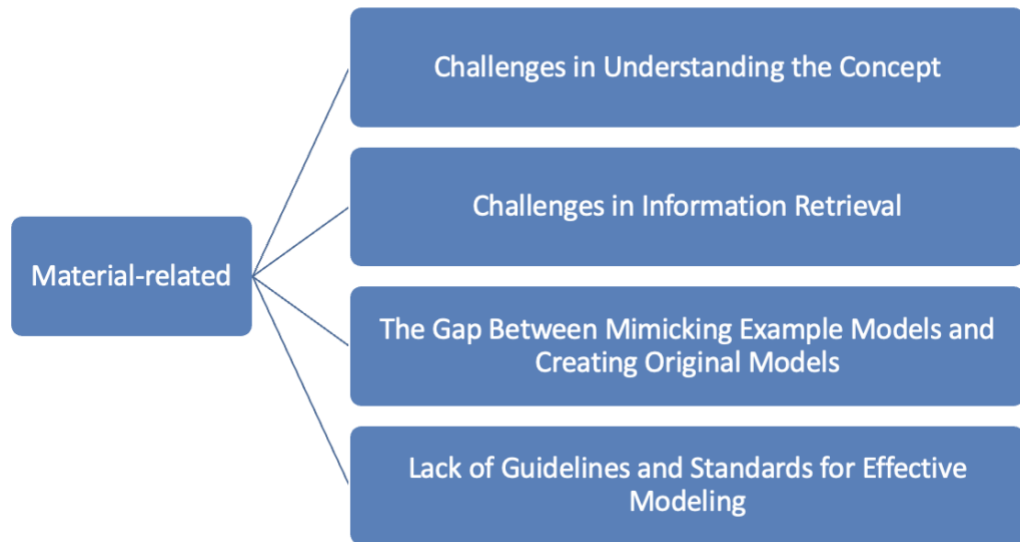 Challenges in Understanding the Concept
Challenges in Information Retrieval
Material-related
The Gap Between Mimicking Example Models and
Creating Original Models
Lack of Guidelines and Standards for Effective
Modeling